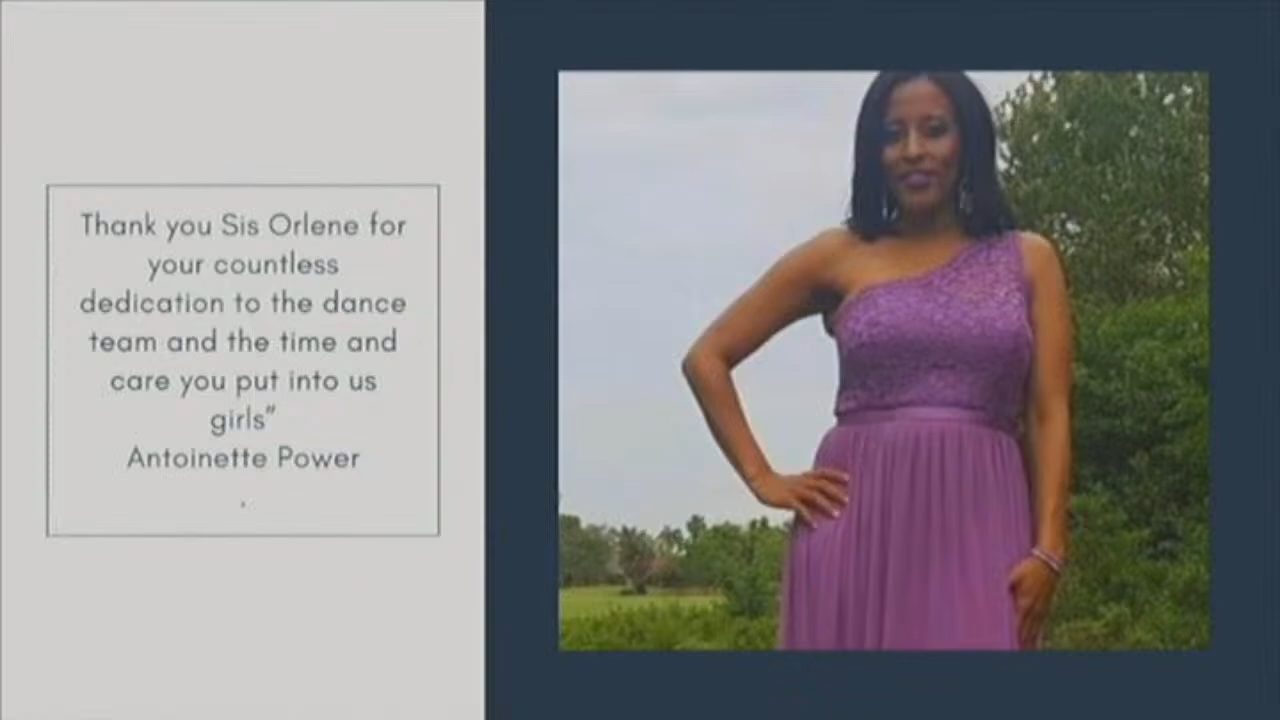 Thank you Sis Orlene for
your countless
dedication to the dance
team and the time and
care you put into us
girls”
Antoinette Power
.